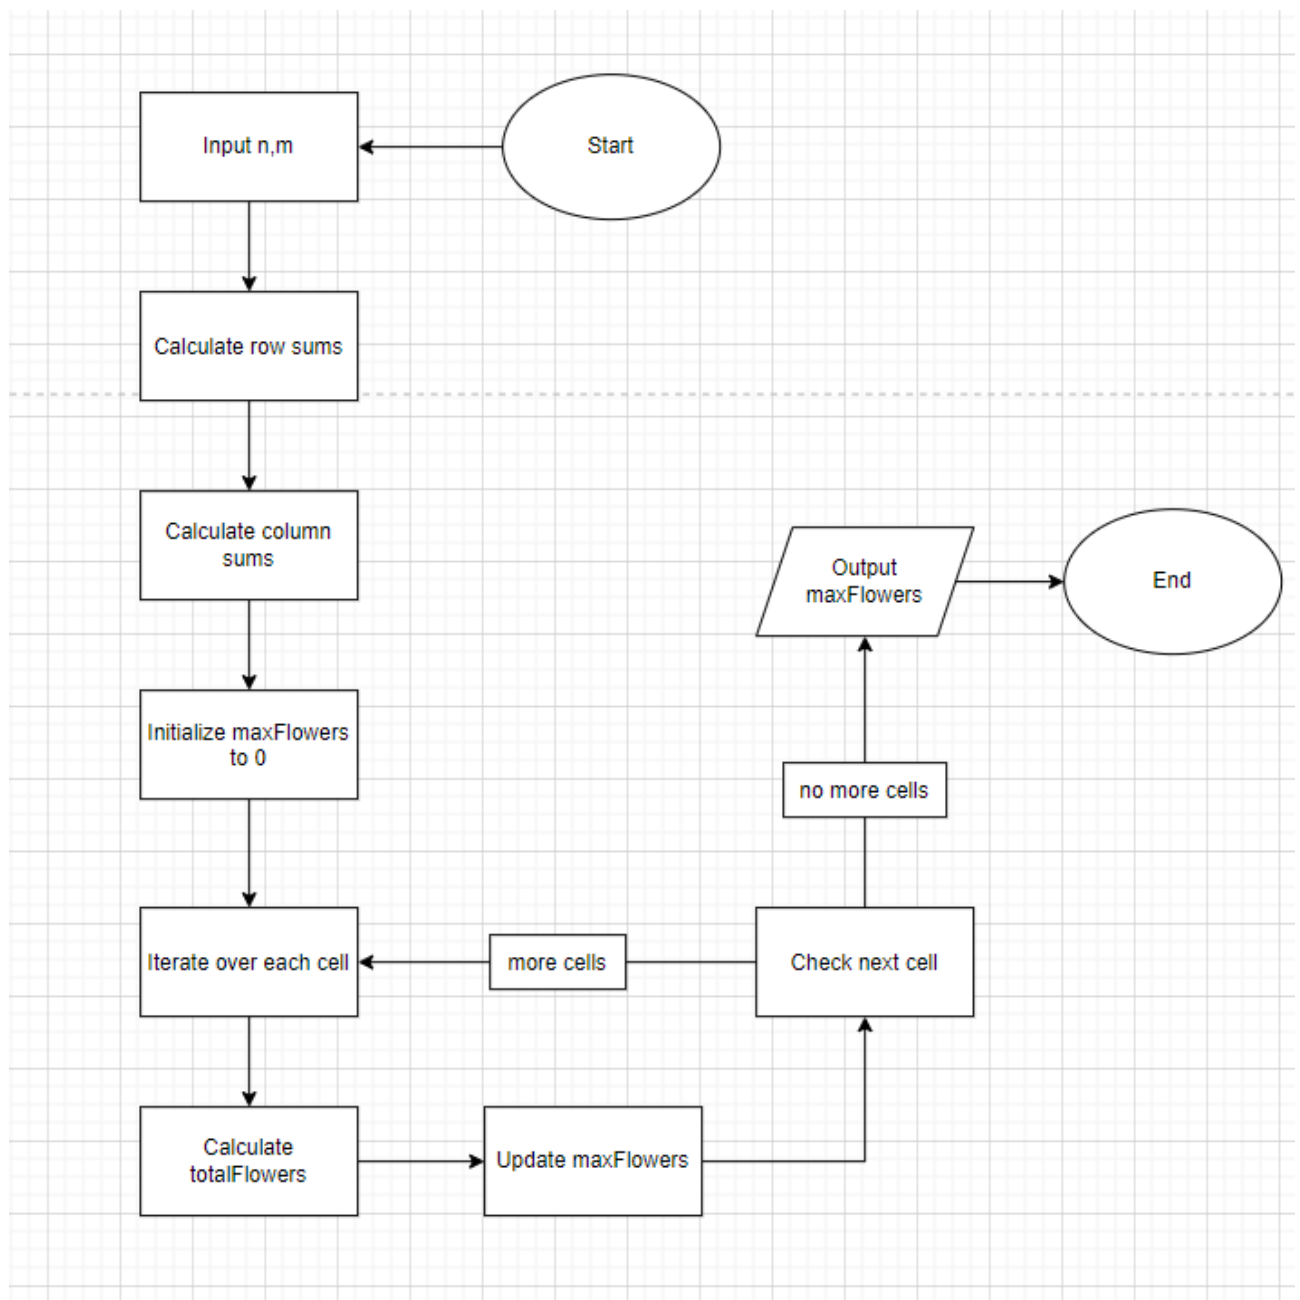 Start
Input n,m
Calculate row sums
Calculate column
sums
Initialize maxFlowers
to 0
Iterate over each cell
Calculate
totalFlowers
Update maxFlowers
Check next cell
more cells
no more cells
Output
maxFlowers
End